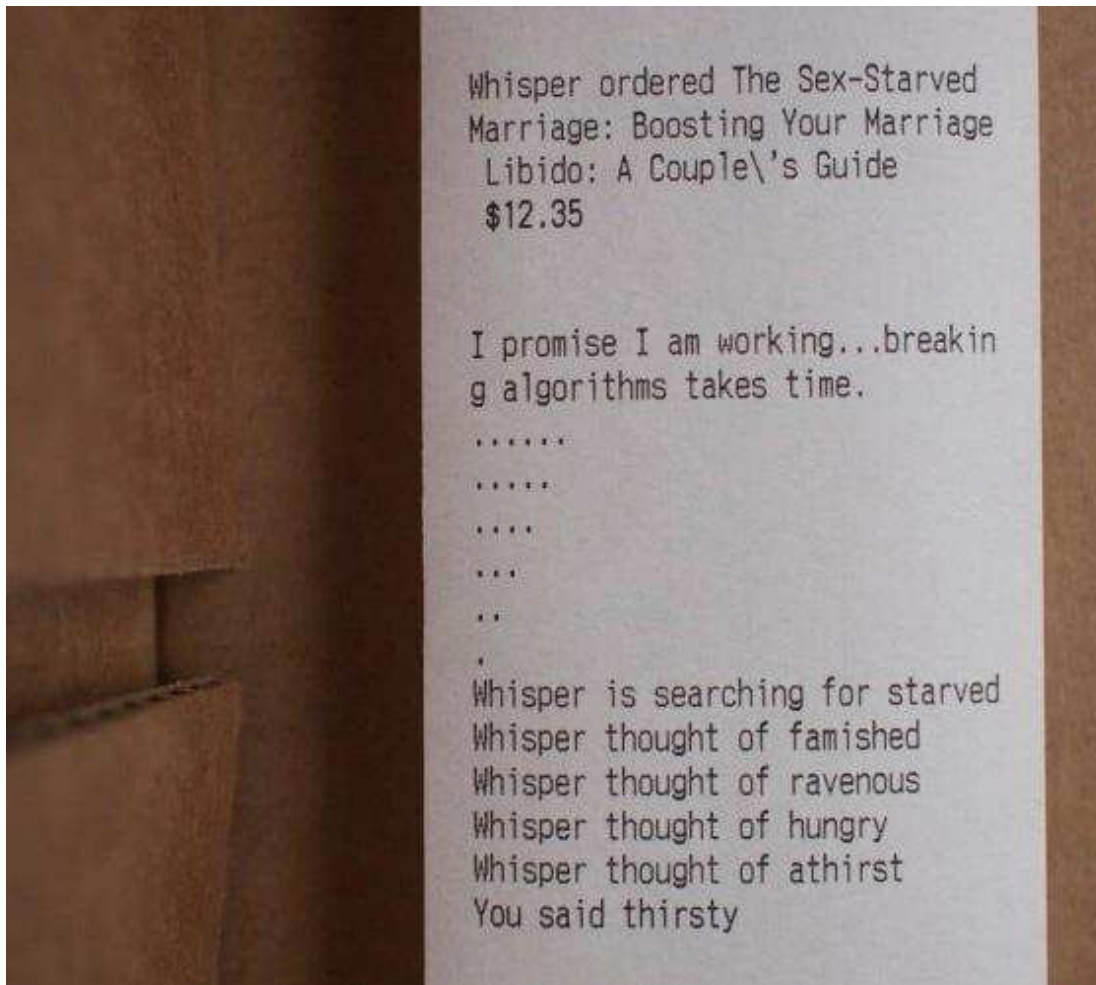 Whisper ordered The Sex-Starved
Marriage: Boosting Your Marriage
Libido: A Couple\'s Guide
$12.35
I promise I am working...breakin
g algorithms takes time.
......
.....
....
...
..
.
Whisper is searching for starved
Whisper thought of famished
Whisper thought of ravenous
Whisper thought of hungry
Whisper thought of athirst
You said thirsty